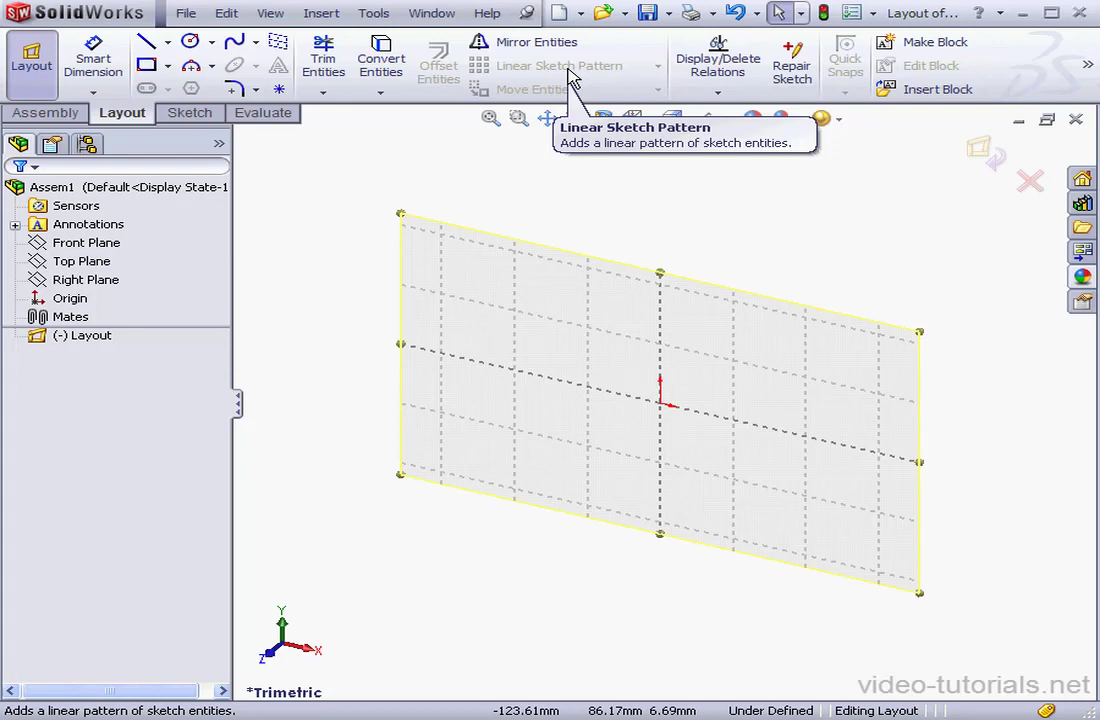 SW SolidWorks File Edit View Insert Tools Window Help Layout of... ?
Layout
Smart Dimension
Trim Entities
Convert Entities
Offset Entities
Mirror Entities
Linear Sketch Pattern
Move Entitie
Display/Delete Relations
Repair Sketch
Quick Snaps
Make Block
Edit Block
Insert Block
Assembly Layout Sketch Evaluate
Linear Sketch Pattern
Adds a linear pattern of sketch entities.
Assem1 (Default<Display State-1
Sensors
A Annotations
Front Plane
Top Plane
Right Plane
Origin
Mates
(-) Layout
Y
X
Z
*Trimetric
video-tutorials.net
Adds a linear pattern of sketch entities. -123.61mm 86.17mm 6.69mm Under Defined Editing Layout